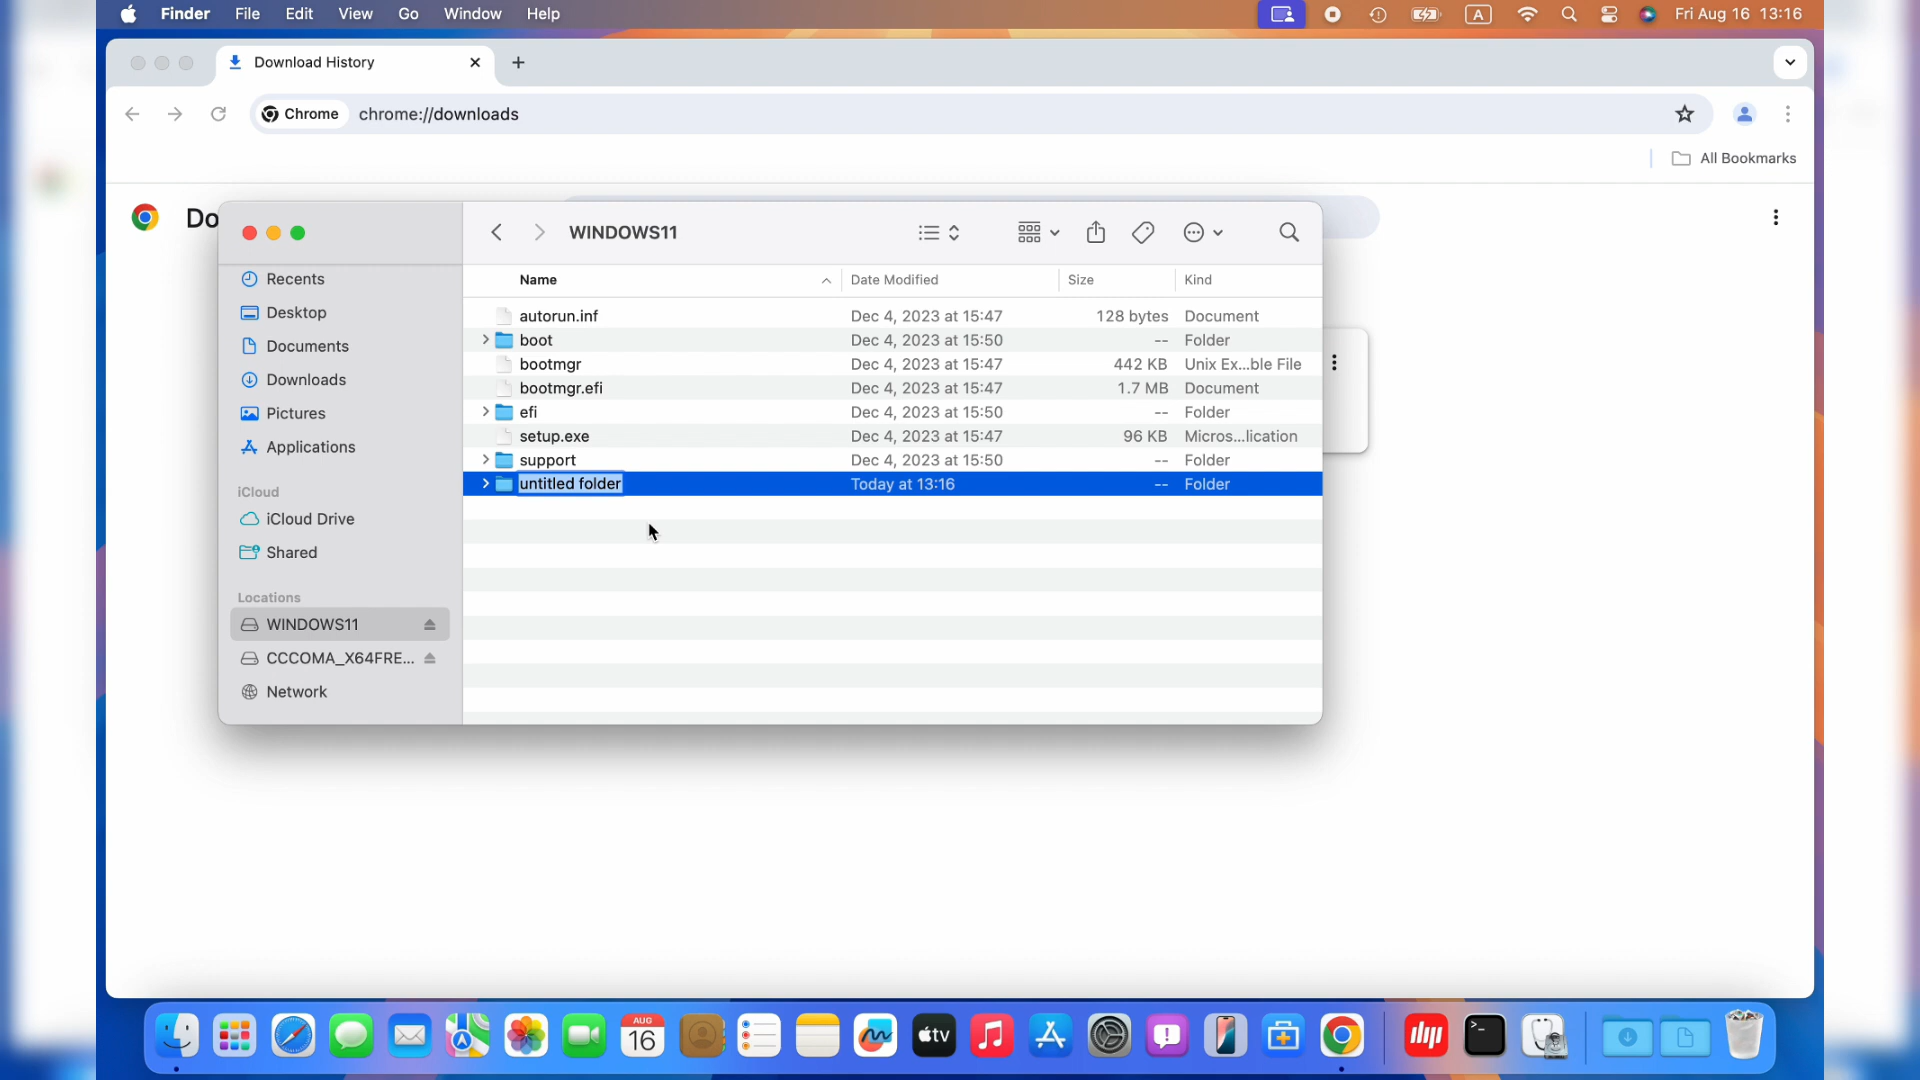 Finder File Edit View Go Window Help A Fri Aug 16 13:16
Download History
Chrome chrome://downloads
All Bookmarks
Do
WINDOWS11
Name Date Modified Size Kind
Recents
Desktop
Documents
Downloads
Pictures
Applications
iCloud
iCloud Drive
Shared
Locations
WINDOWS11
CCCOMA_X64FRE...
Network
autorun.inf Dec 4, 2023 at 15:47 128 bytes Document
boot Dec 4, 2023 at 15:50 -- Folder
bootmgr Dec 4, 2023 at 15:47 442 KB Unix Ex...ble File
bootmgr.efi Dec 4, 2023 at 15:47 1.7 MB Document
efi Dec 4, 2023 at 15:50 -- Folder
setup.exe Dec 4, 2023 at 15:47 96 KB Micros...lication
support Dec 4, 2023 at 15:50 -- Folder
untitled folder Today at 13:16 -- Folder
AUG
16
tv